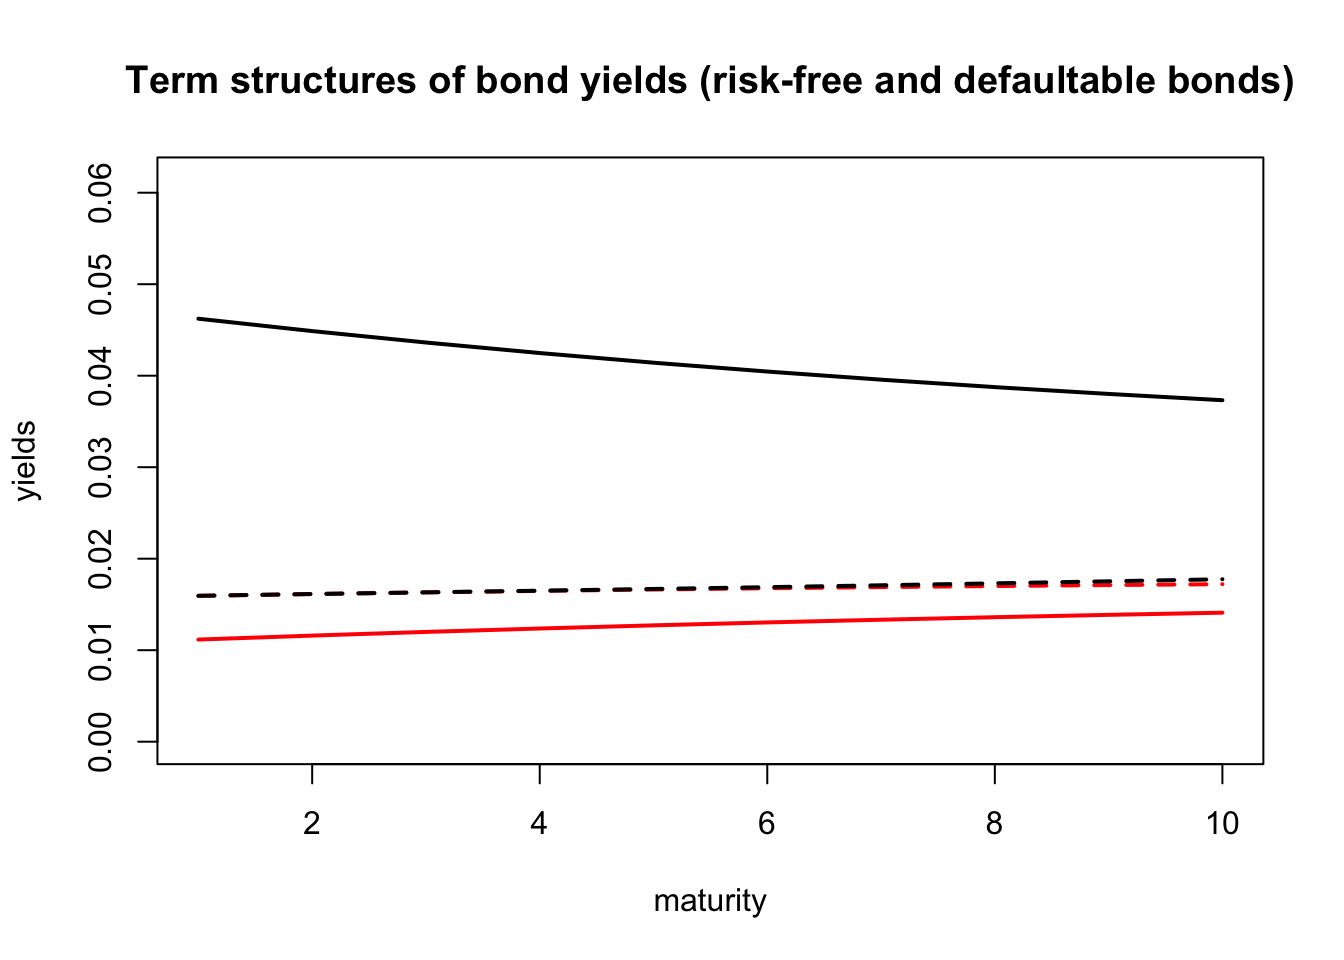 Term structures of bond yields (risk-free and defaultable bonds)
yields
0.06
0.05
0.04
0.03
0.02
0.01
0.00
2 4 6 8 10
maturity